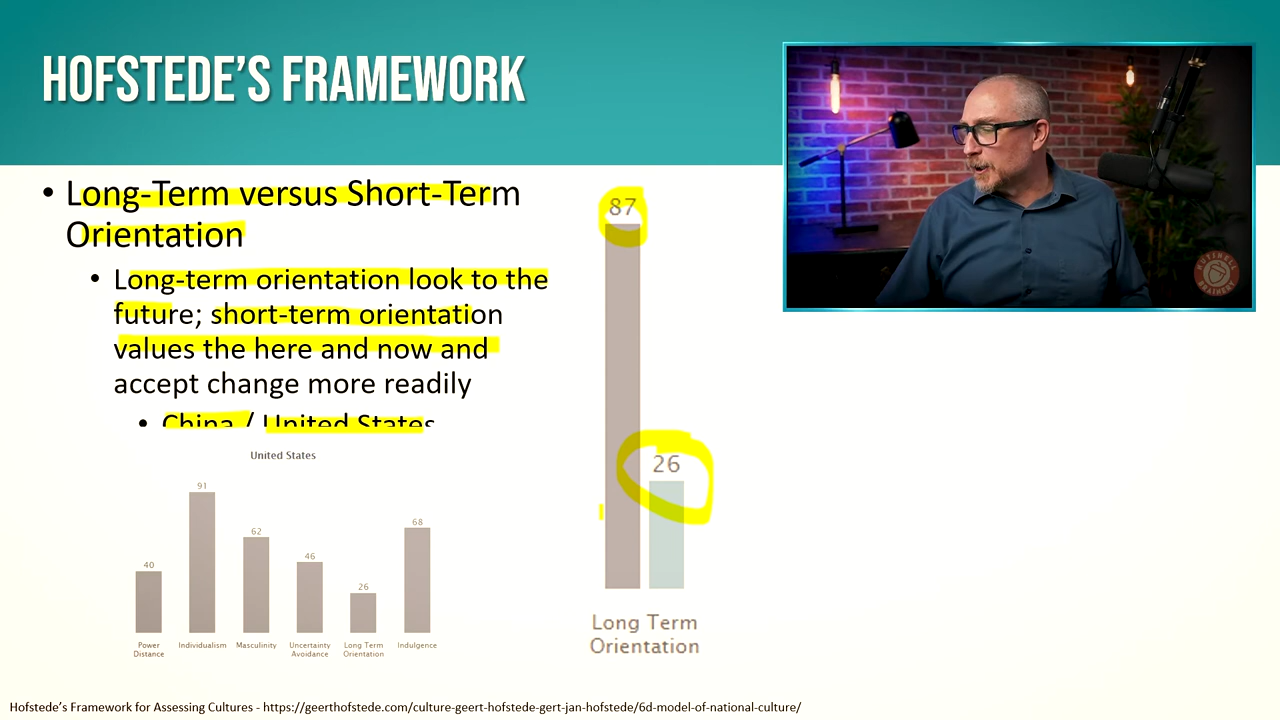 HOFSTEDE'S FRAMEWORK
• Long-Term versus Short-Term
Orientation
• Long-term orientation look to the
future; short-term orientation
values the here and now and
accept change more readily
• China / United States
United States
40
91
62
46
26
68
Power
Distance
Individualism
Masculinity
Uncertainty
Avoidance
Long Term
Orientation
Indulgence
87
26
Long Term
Orientation
NUTSHELL
BRAINERY
Hofstede's Framework for Assessing Cultures - https://geerthofstede.com/culture-geert-hofstede-gert-jan-hofstede/6d-model-of-national-culture/